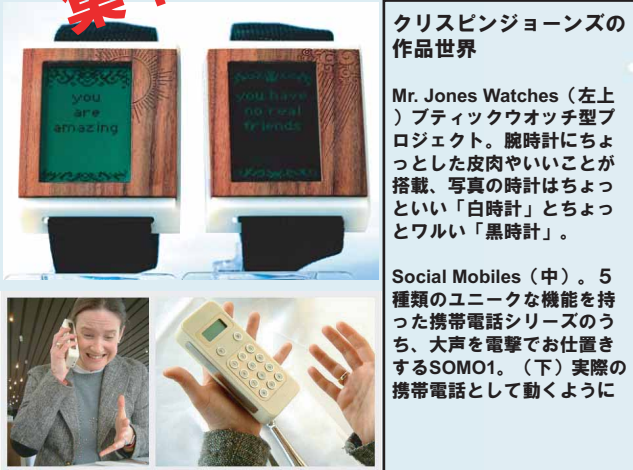 you
are
amazing
you have
no real
friends
クリスピンジョーンズの
作品世界
Mr. Jones Watches（左上
）ブティックウオッチ型プ
ロジェクト。腕時計にちょ
っとした皮肉やいいことが
搭載、写真の時計はちょっ
といい「白時計」とちょっ
とワルい「黒時計」。
Social Mobiles（中）。５
種類のユニークな機能を持
った携帯電話シリーズのう
ち、大声を電撃でお仕置き
するSOMO1。（下）実際の
携帯電話として動くように